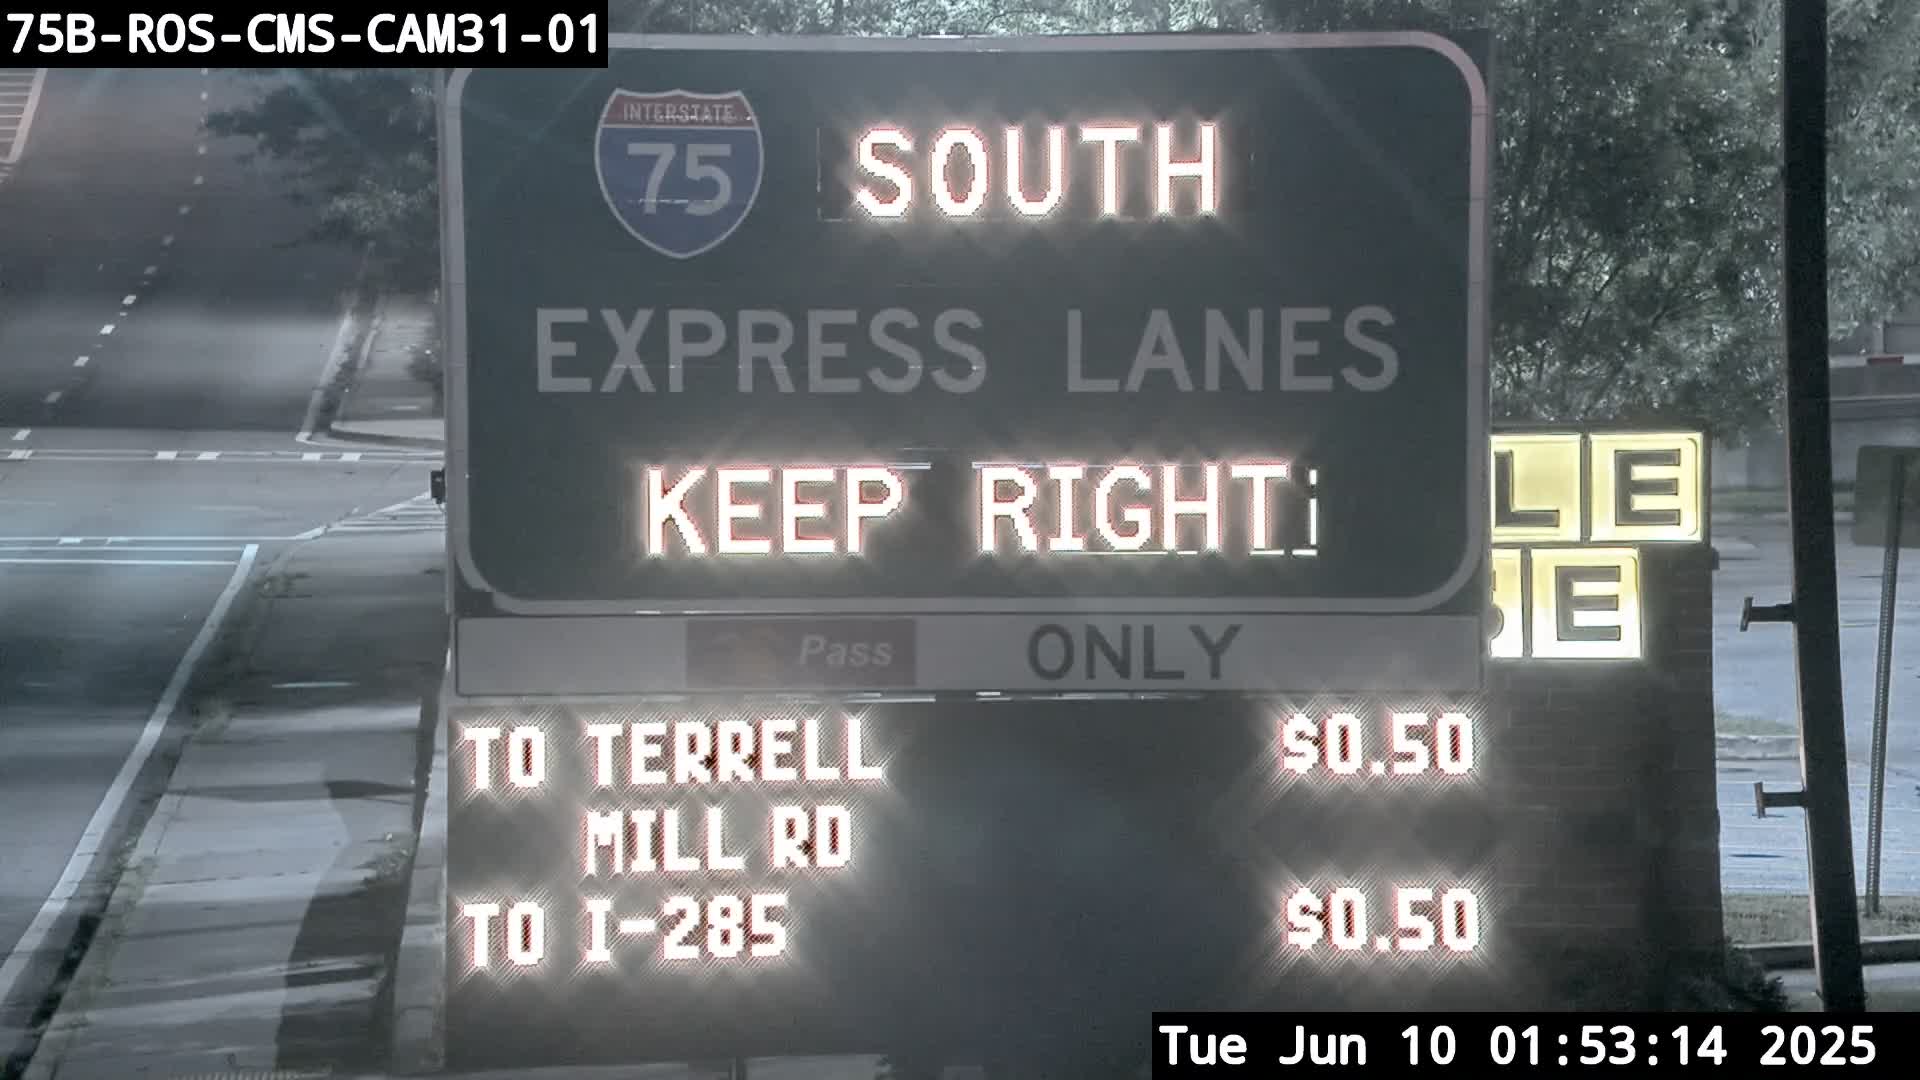 75B-ROS-CMS-CAM31-01
INTERSTATE
75
SOUTH
EXPRESS LANES
KEEP RIGHT
Pass ONLY
TO TERRELL $0.50
MILL RD
TO I-285 $0.50
LE
E
Tue Jun 10 01:53:14 2025